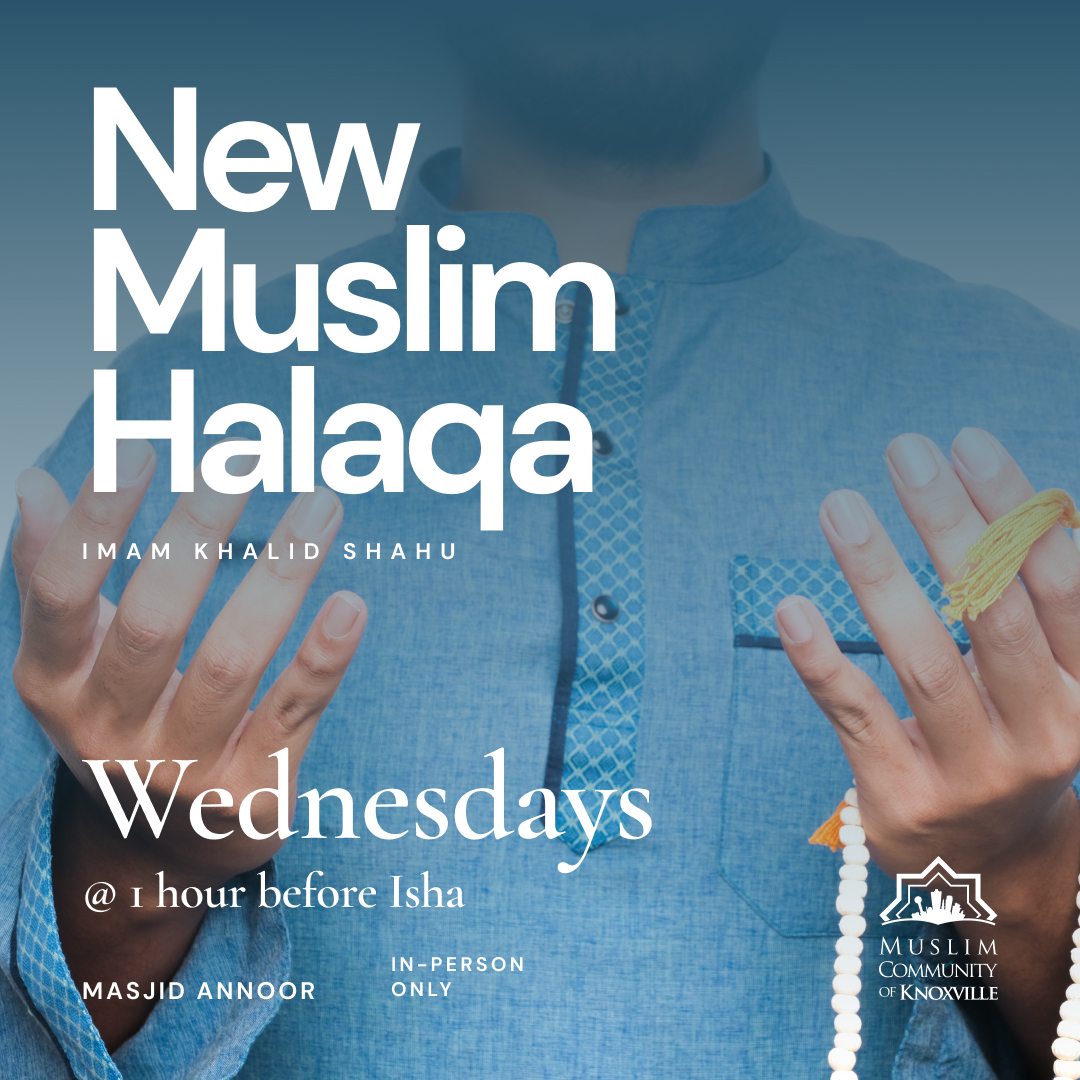 New
Muslim
Halaqa
IMAM KHALID SHAHU
Wednesdays
@ 1 hour before Isha
MASJID ANNOOR
IN-PERSON
ONLY
MUSLIM
COMMUNITY
OF KNOXVILLE